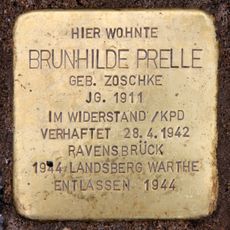 HIER WOHNTE
BRUNHILDE PRELLE
GEB. ZOSCHKE
JG. 1911
IM WIDERSTAND/KPD
VERHAFTET 28.4.1942
RAVENSBRÜCK
1944 LANDSBERG WARTHE
ENTLASSEN 1944